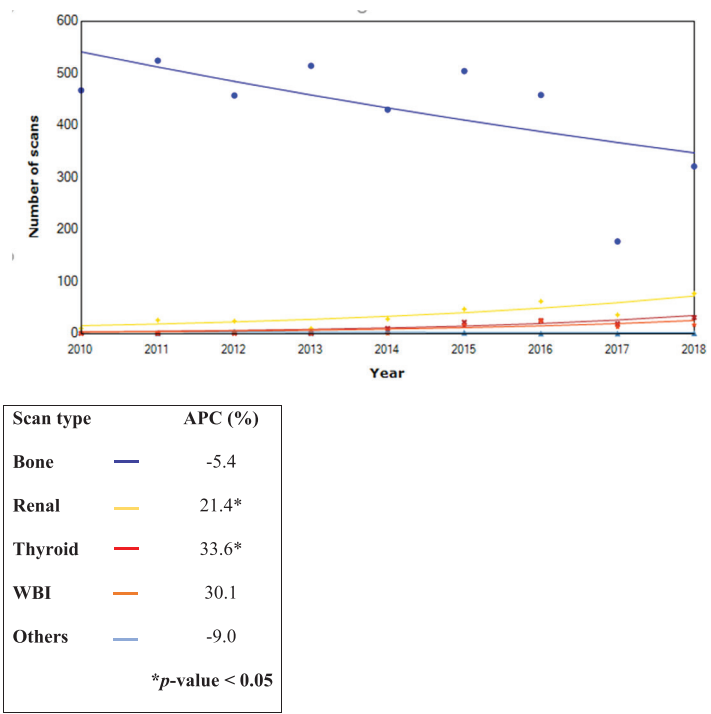 600
500
400
300
200
100
0
Number of scans
2010 2011 2012 2013 2014 2015 2016 2017 2018
Year
Scan type APC (%)
Bone -5.4
Renal 21.4*
Thyroid 33.6*
WBI 30.1
Others -9.0
*p-value < 0.05